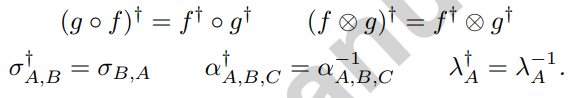 (g ∘ f)† = f† ∘ g† (f ⊗ g)† = f† ⊗ g†
σ†_{A,B} = σ_{B,A} α†_{A,B,C} = α^{-1}_{A,B,C} λ†_A = λ^{-1}_A.